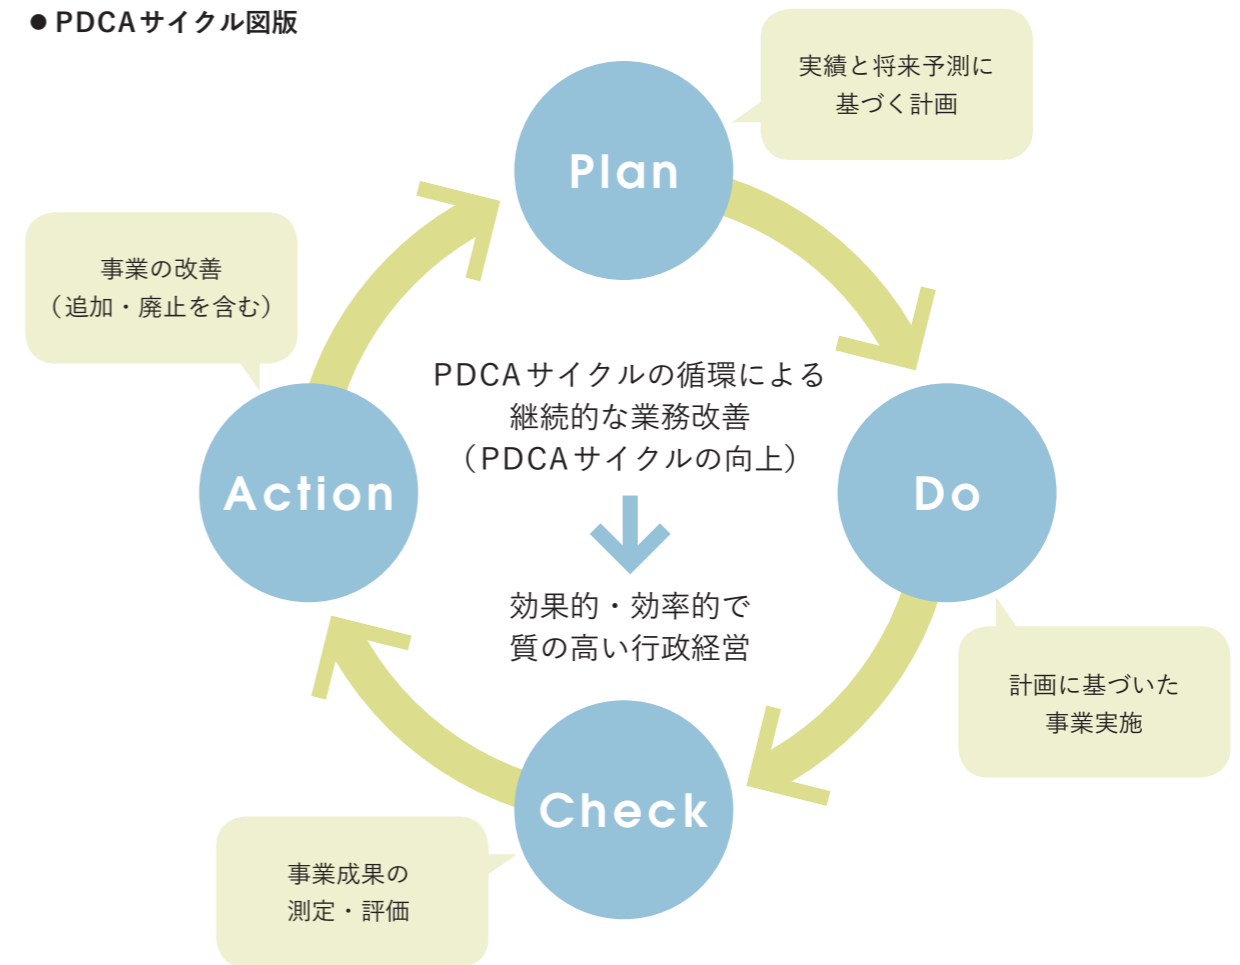 ● PDCAサイクル図版
実績と将来予測に
基づく計画
Plan
事業の改善
（追加・廃止を含む）
PDCAサイクルの循環による
継続的な業務改善
（PDCAサイクルの向上）
Action
Do
効果的・効率的で
質の高い行政経営
計画に基づいた
事業実施
Check
事業成果の
測定・評価